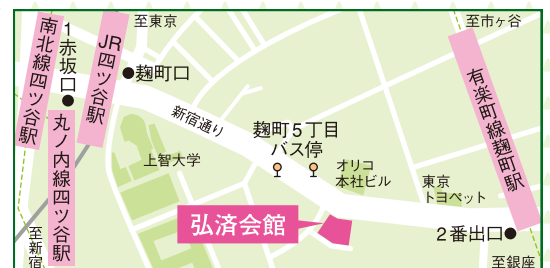 至東京
至市ヶ谷
南北線四ツ谷駅
1
赤坂口
JR四ツ谷駅
麹町口
有楽町線麹町駅
新宿通り
麹町5丁目
バス停
丸ノ内線四ツ谷駅
上智大学
オリコ
本社ビル
東京
トヨペット
弘済会館
2番出口
至新宿
至銀座